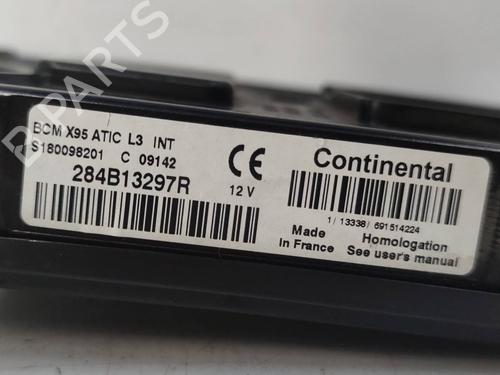 BCM X95 ATIC L3 INT
S180098201 C 09142
284B13297R
CE
12 V
Continental
1/ 13338/ 691514224
Made
in France
Homologation
See user's manual